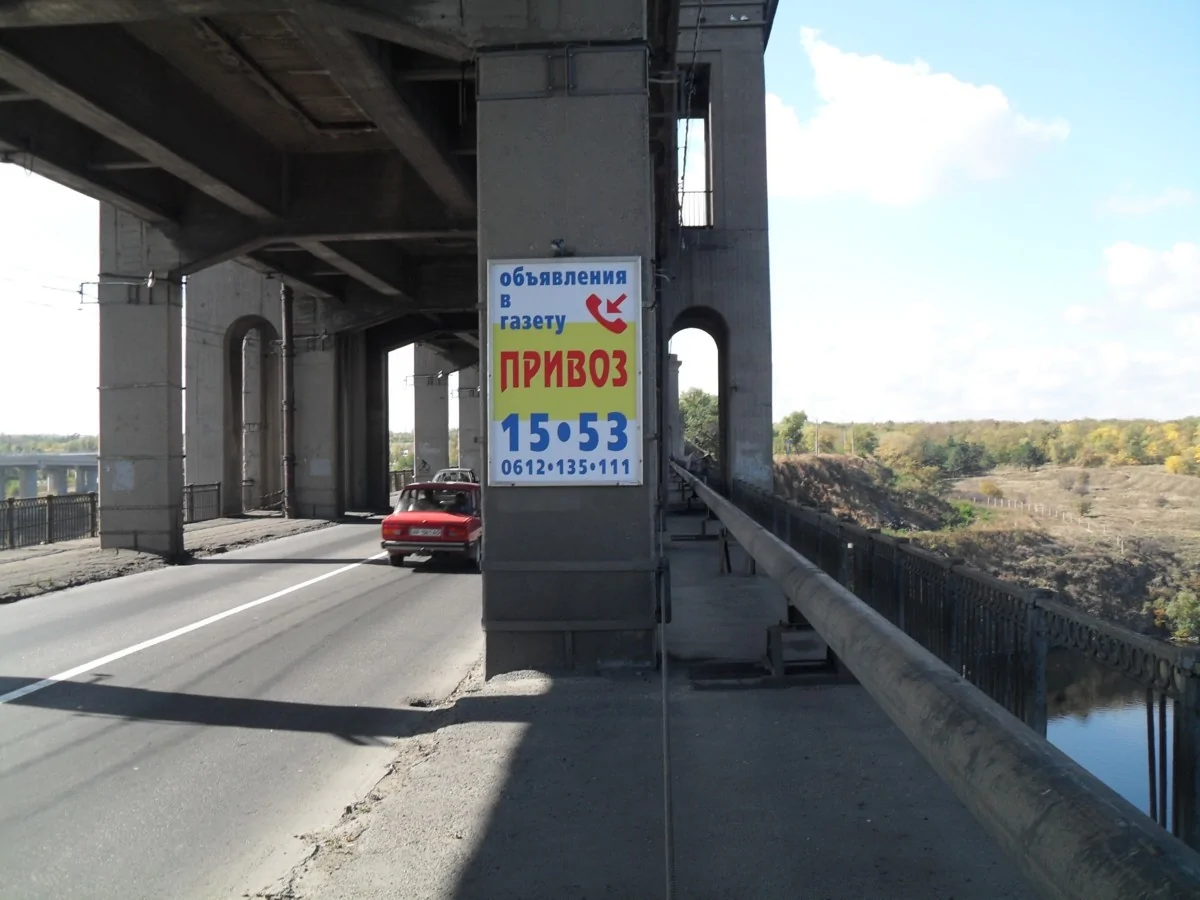 объявления
в
газету
ПРИВОЗ
15•53
0612•135•111